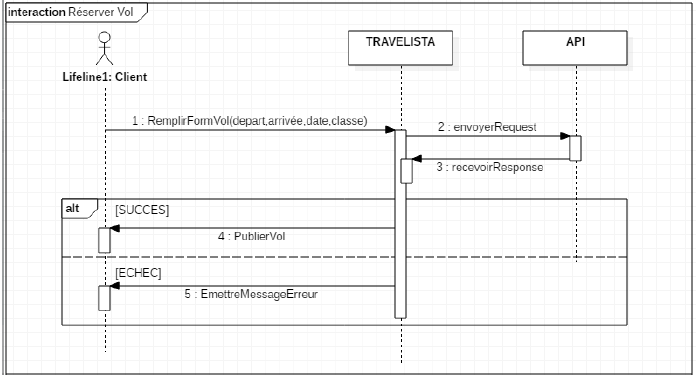 interaction Réserver Vol
TRAVELISTA
API
Lifeline1: Client
1 : RemplirFormVol(depart,arrivée,date,classe)
2 : envoyerRequest
3 : recevoirResponse
alt
[SUCCES]
4 : PublierVol
[ECHEC]
5 : EmettreMessageErreur